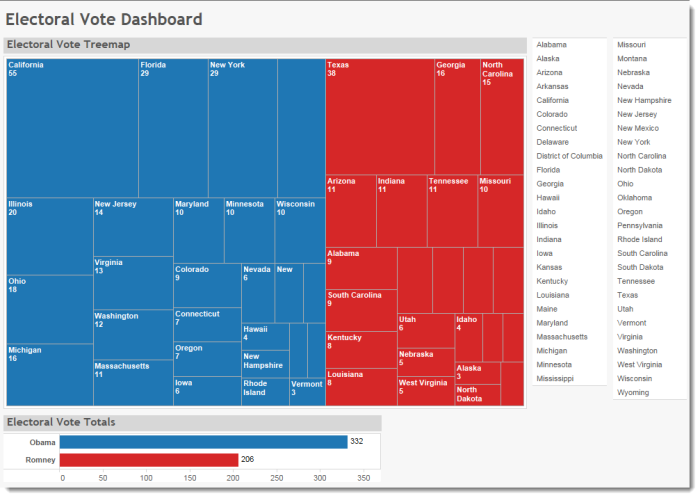 Electoral Vote Dashboard
Electoral Vote Treemap
California
55
Florida
29
New York
29
Texas
38
Georgia
16
North
Carolina
15
Arizona
11
Indiana
11
Tennessee
11
Missouri
10
Illinois
20
New Jersey
14
Maryland
10
Minnesota
10
Wisconsin
10
Virginia
13
Colorado
9
Nevada
6
New
Ohio
18
Washington
12
Connecticut
7
Hawaii
4
Michigan
16
Massachusetts
11
Oregon
7
New
Hampshire
Iowa
6
Rhode
Island
Vermont
3
Alabama
9
South Carolina
9
Kentucky
8
Louisiana
8
Utah
6
Idaho
4
Nebraska
5
West Virginia
5
Alaska
3
North
Dakota
Alabama
Alaska
Arizona
Arkansas
California
Colorado
Connecticut
Delaware
District of Columbia
Florida
Georgia
Hawaii
Idaho
Illinois
Indiana
Iowa
Kansas
Kentucky
Louisiana
Maine
Maryland
Massachusetts
Michigan
Minnesota
Mississippi
Missouri
Montana
Nebraska
Nevada
New Hampshire
New Jersey
New Mexico
New York
North Carolina
North Dakota
Ohio
Oklahoma
Oregon
Pennsylvania
Rhode Island
South Carolina
South Dakota
Tennessee
Texas
Utah
Vermont
Virginia
Washington
West Virginia
Wisconsin
Wyoming
Electoral Vote Totals
Obama
332
Romney
206
0 50 100 150 200 250 300 350